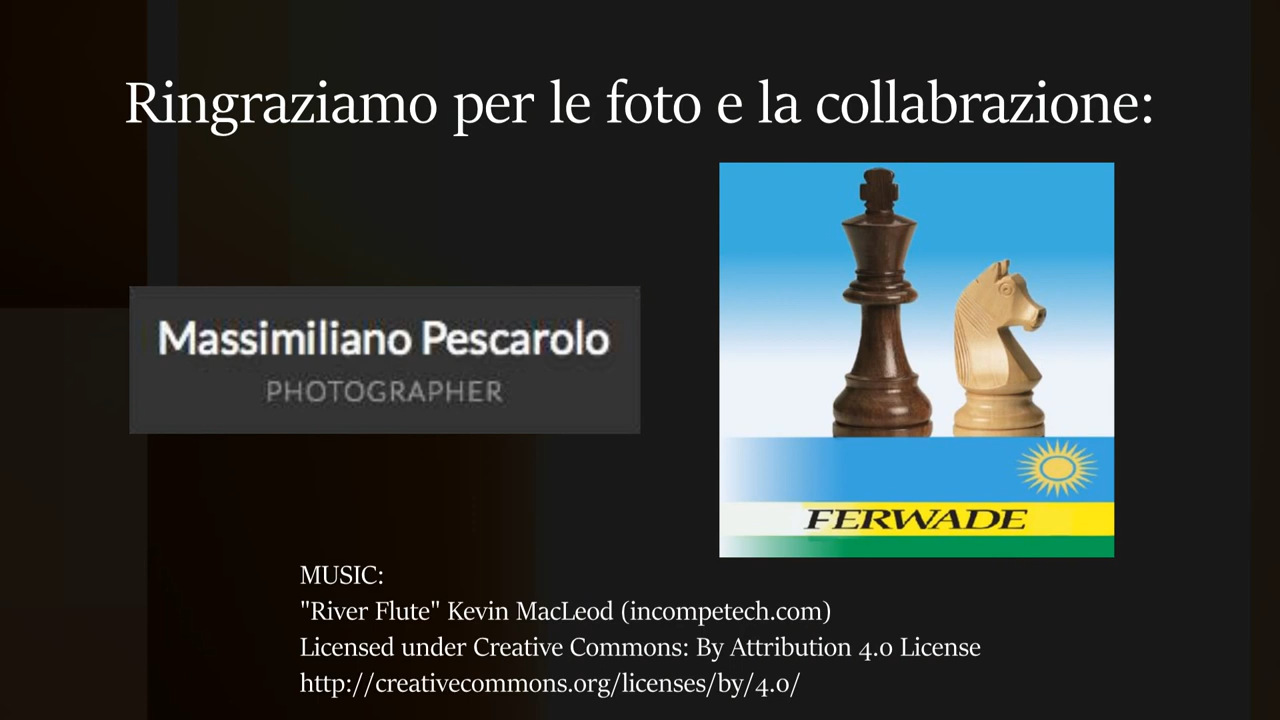 Ringraziamo per le foto e la collabrazione:
Massimiliano Pescarolo
PHOTOGRAPHER
FERWADE
MUSIC:
"River Flute" Kevin MacLeod (incompetech.com)
Licensed under Creative Commons: By Attribution 4.0 License
http://creativecommons.org/licenses/by/4.0/